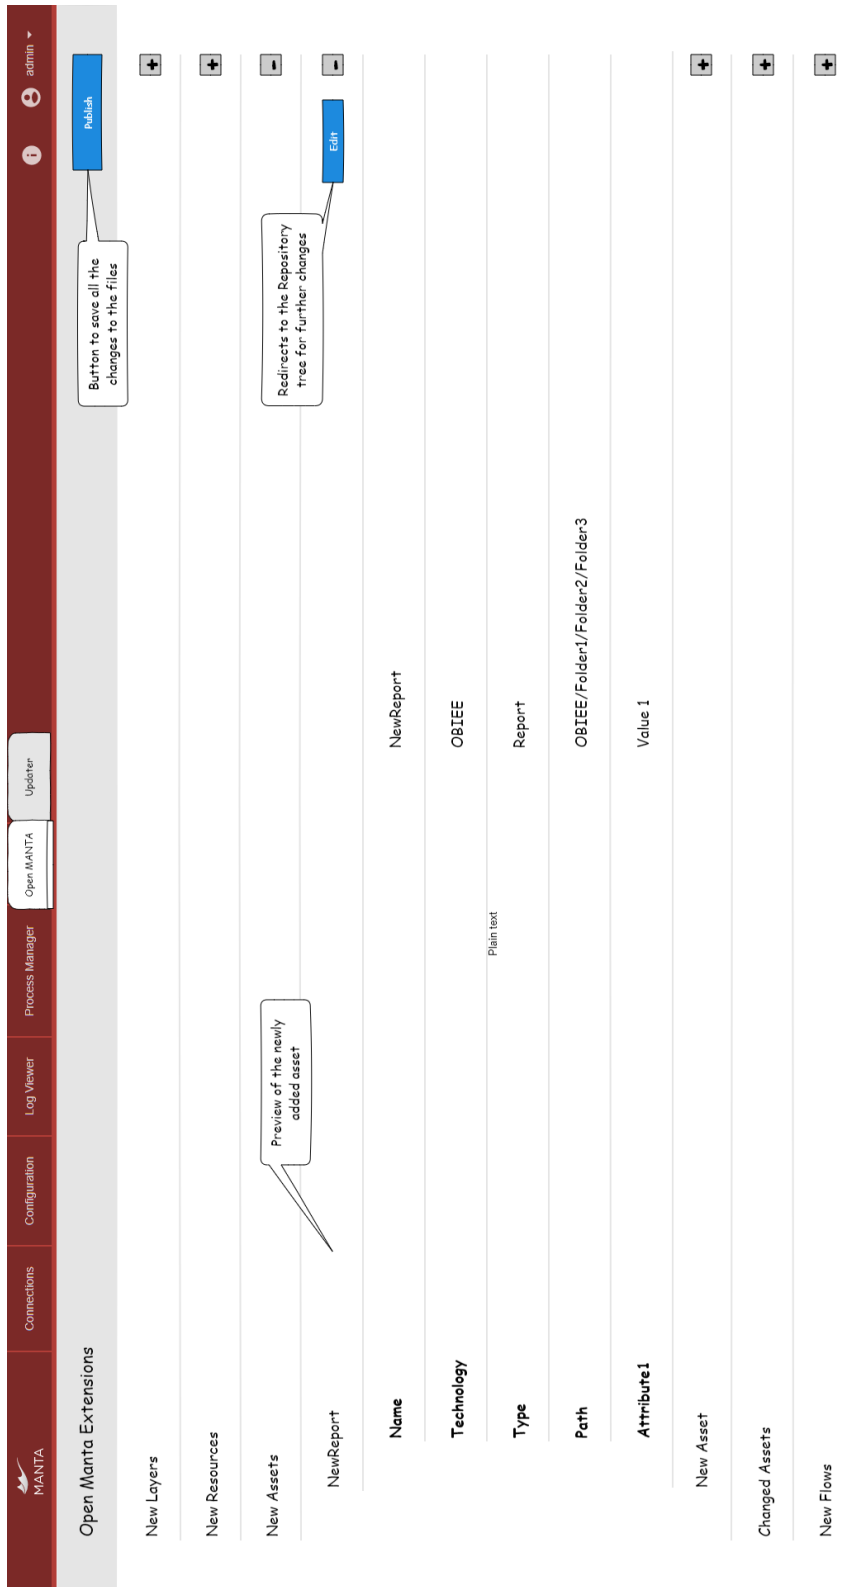 MANTA
Connections
Configuration
Log Viewer
Process Manager
Open MANTA
Updater
admin
Open Manta Extensions
Publish
Button to save all the
changes to the files
New Layers
New Resources
New Assets
Preview of the newly
added asset
Redirects to the Repository
tree for further changes
NewReport
Edit
Name
NewReport
Technology
OBIEE
Type
Plain text
Report
Path
OBIEE/Folder1/Folder2/Folder3
Attribute1
Value 1
New Asset
Changed Assets
New Flows